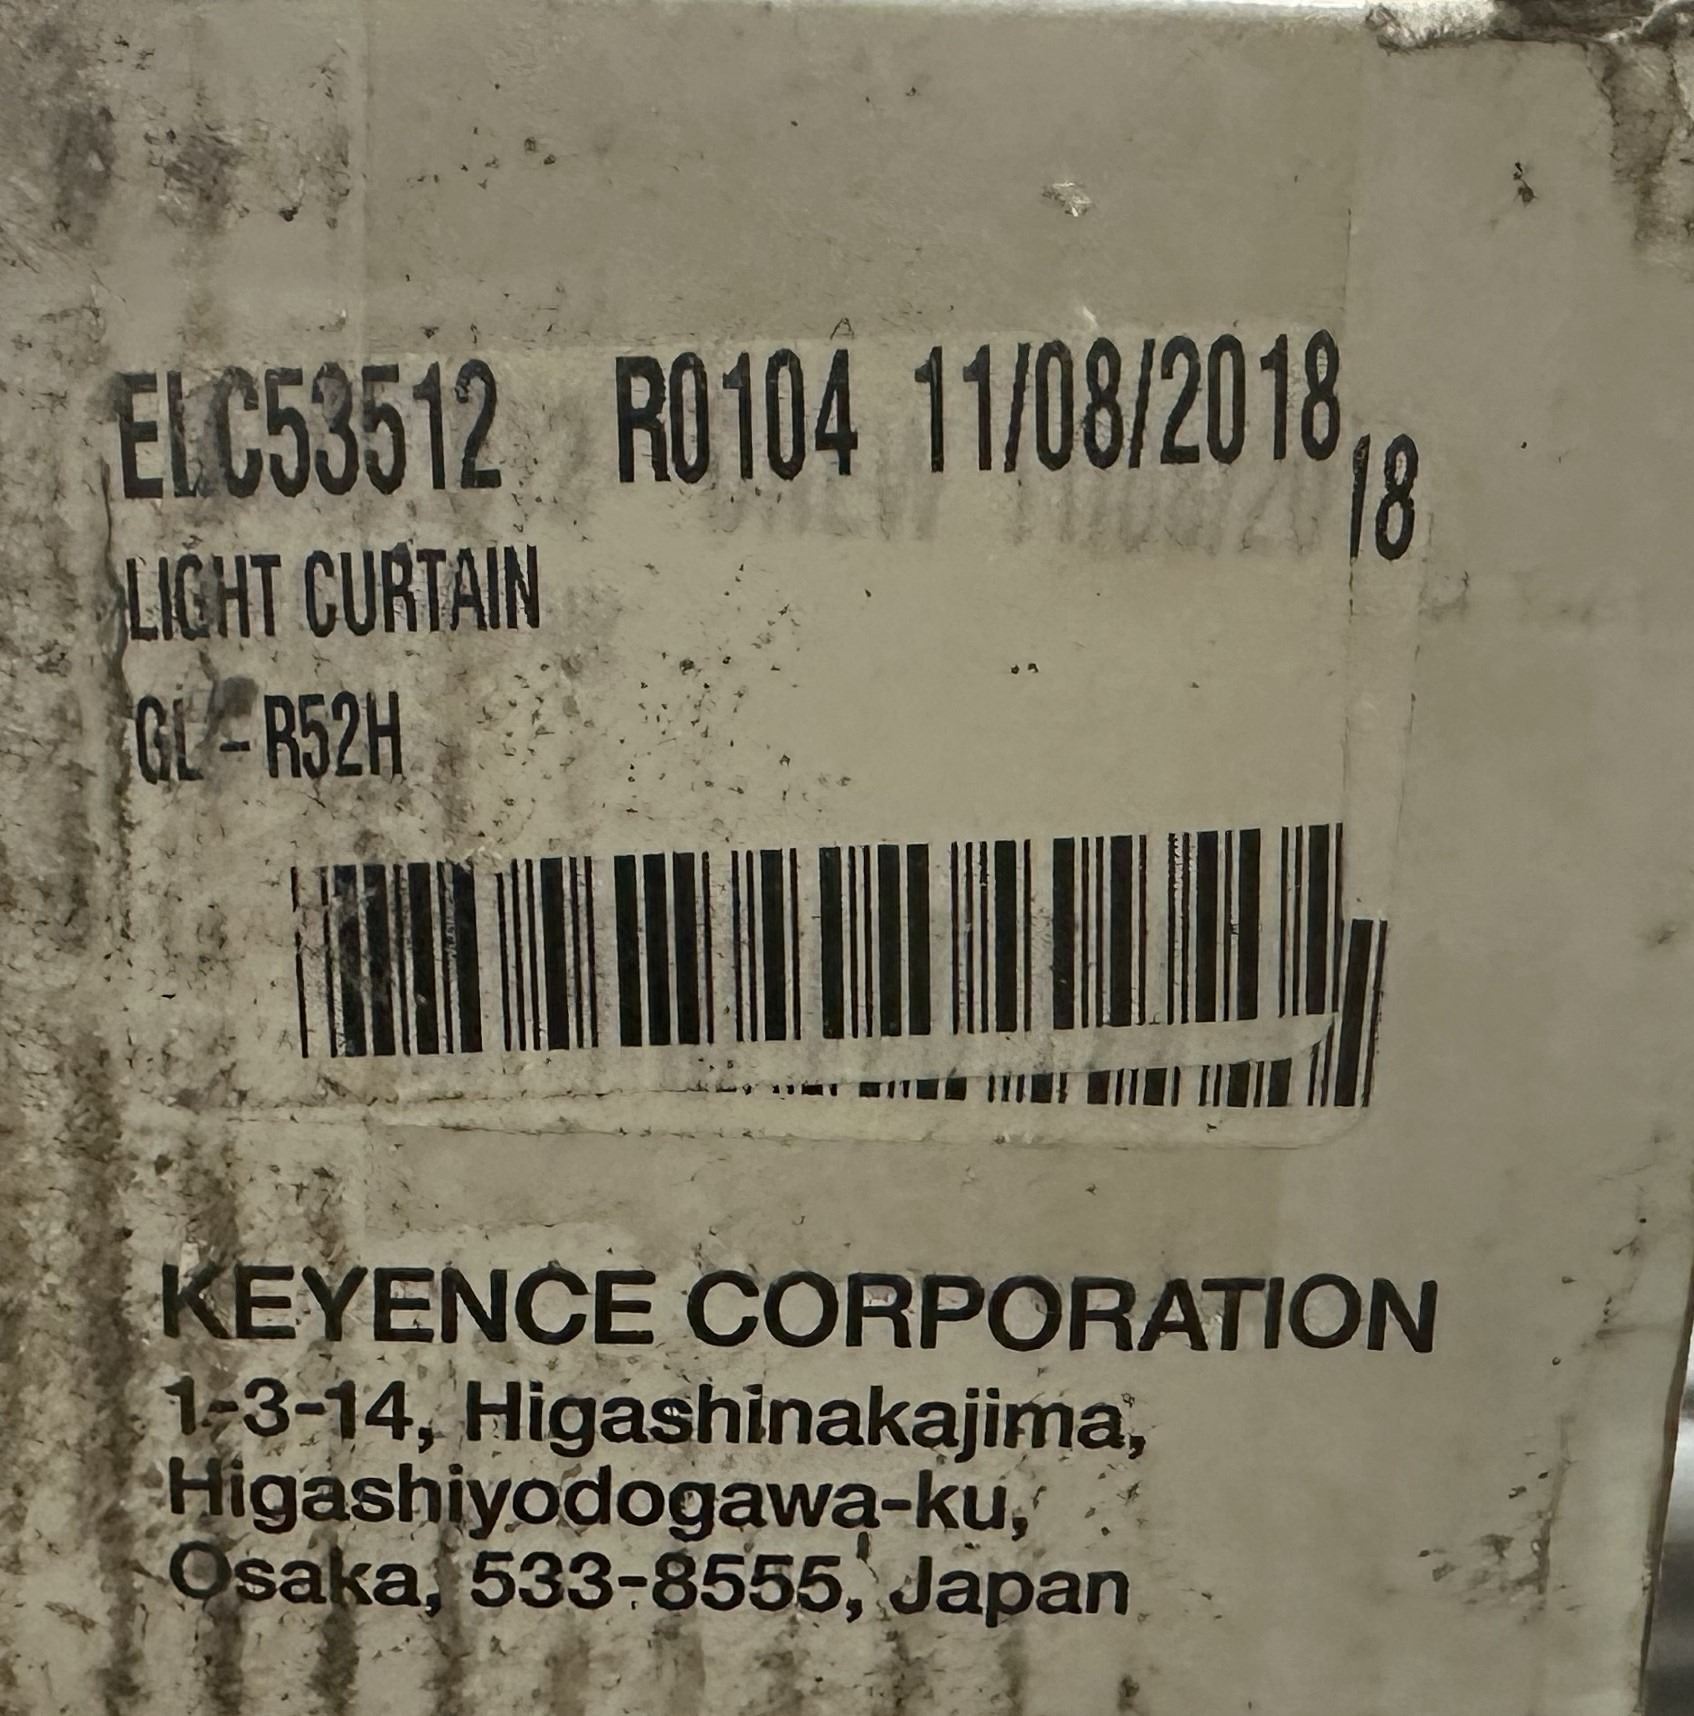 ELC53512 R0104 11/08/2018
18
LIGHT CURTAIN
GL - R52H
KEYENCE CORPORATION
1-3-14, Higashinakajima,
Higashiyodogawa-ku,
Osaka, 533-8555, Japan